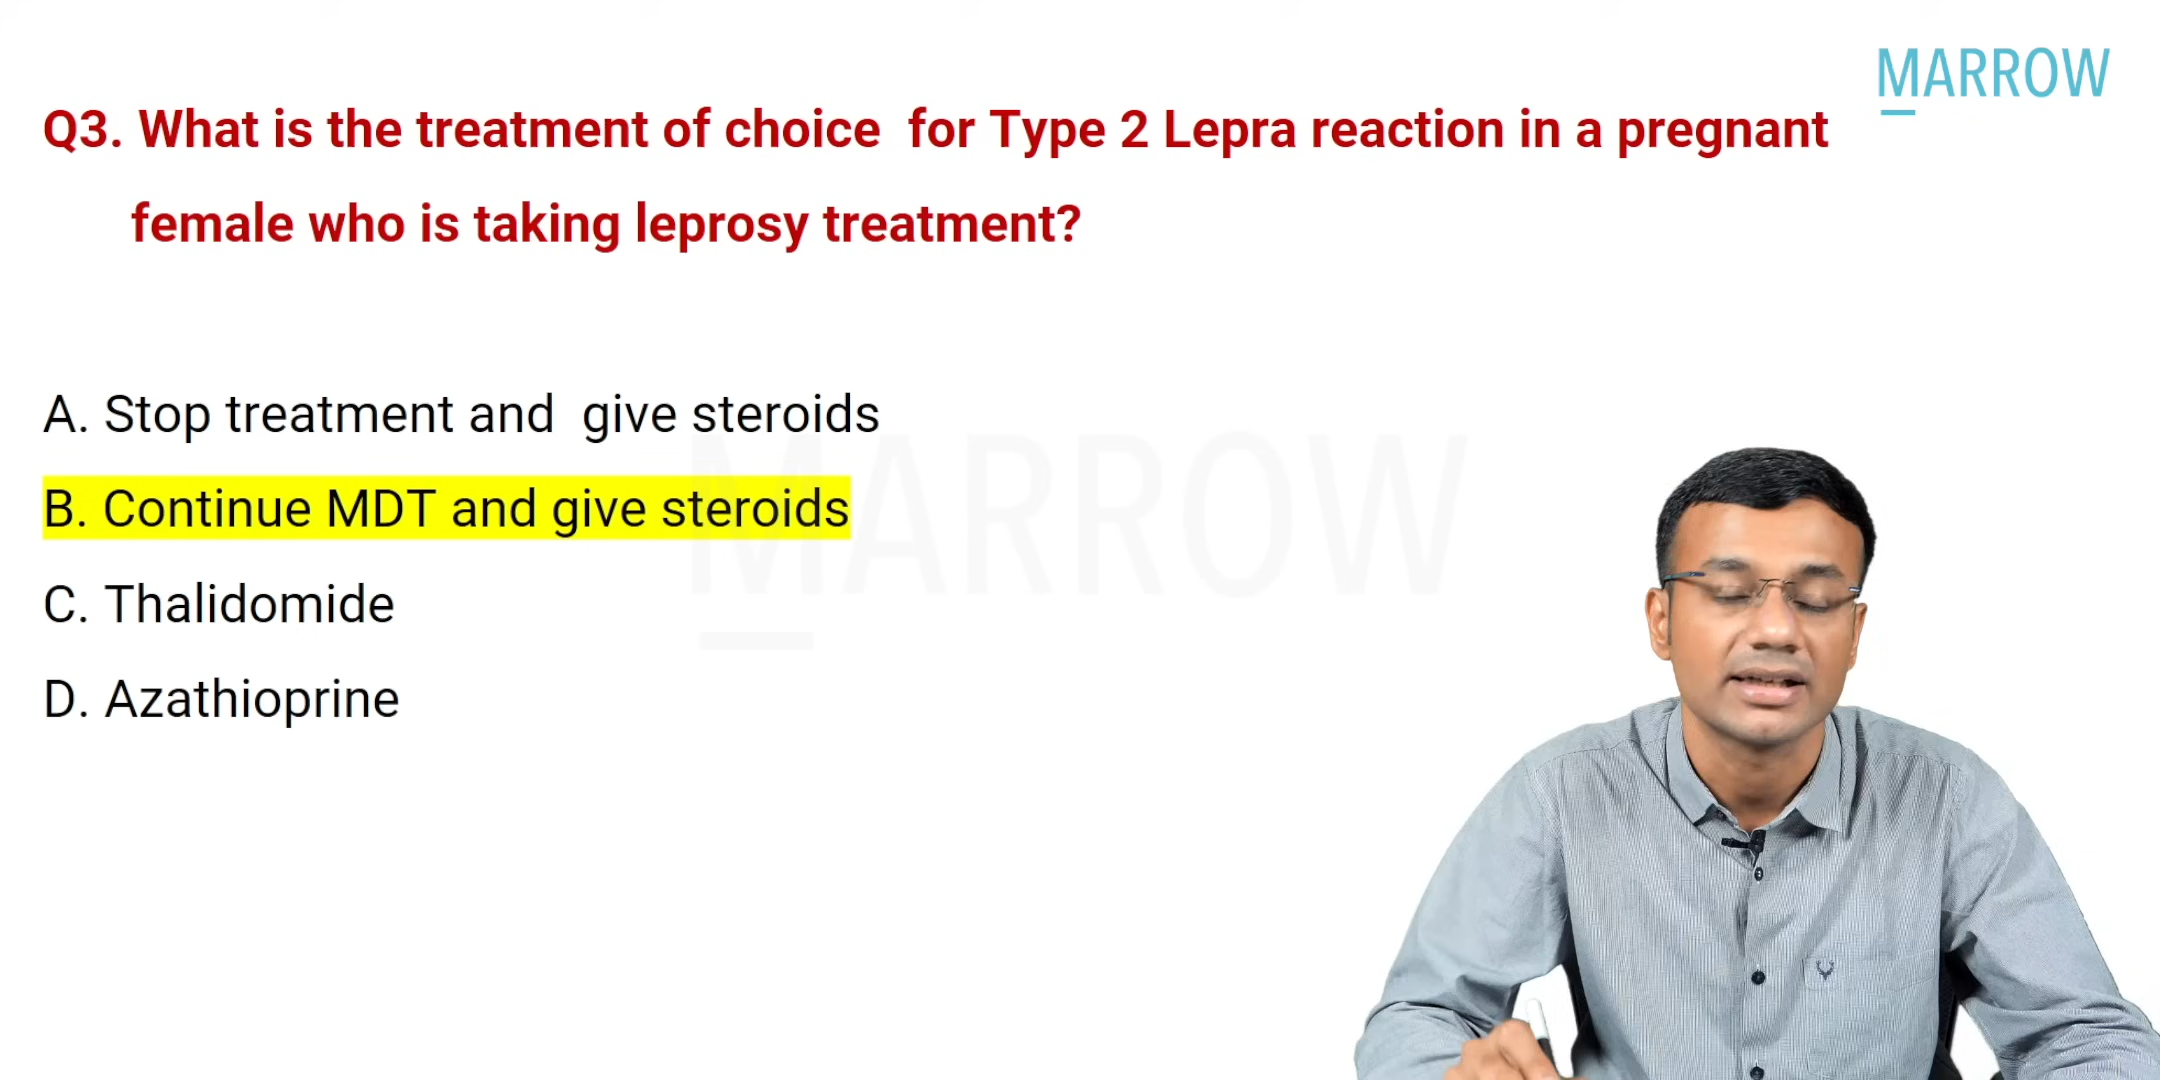 MARROW
Q3. What is the treatment of choice for Type 2 Lepra reaction in a pregnant
female who is taking leprosy treatment?
A. Stop treatment and give steroids
B. Continue MDT and give steroids
MARROW
C. Thalidomide
D. Azathioprine